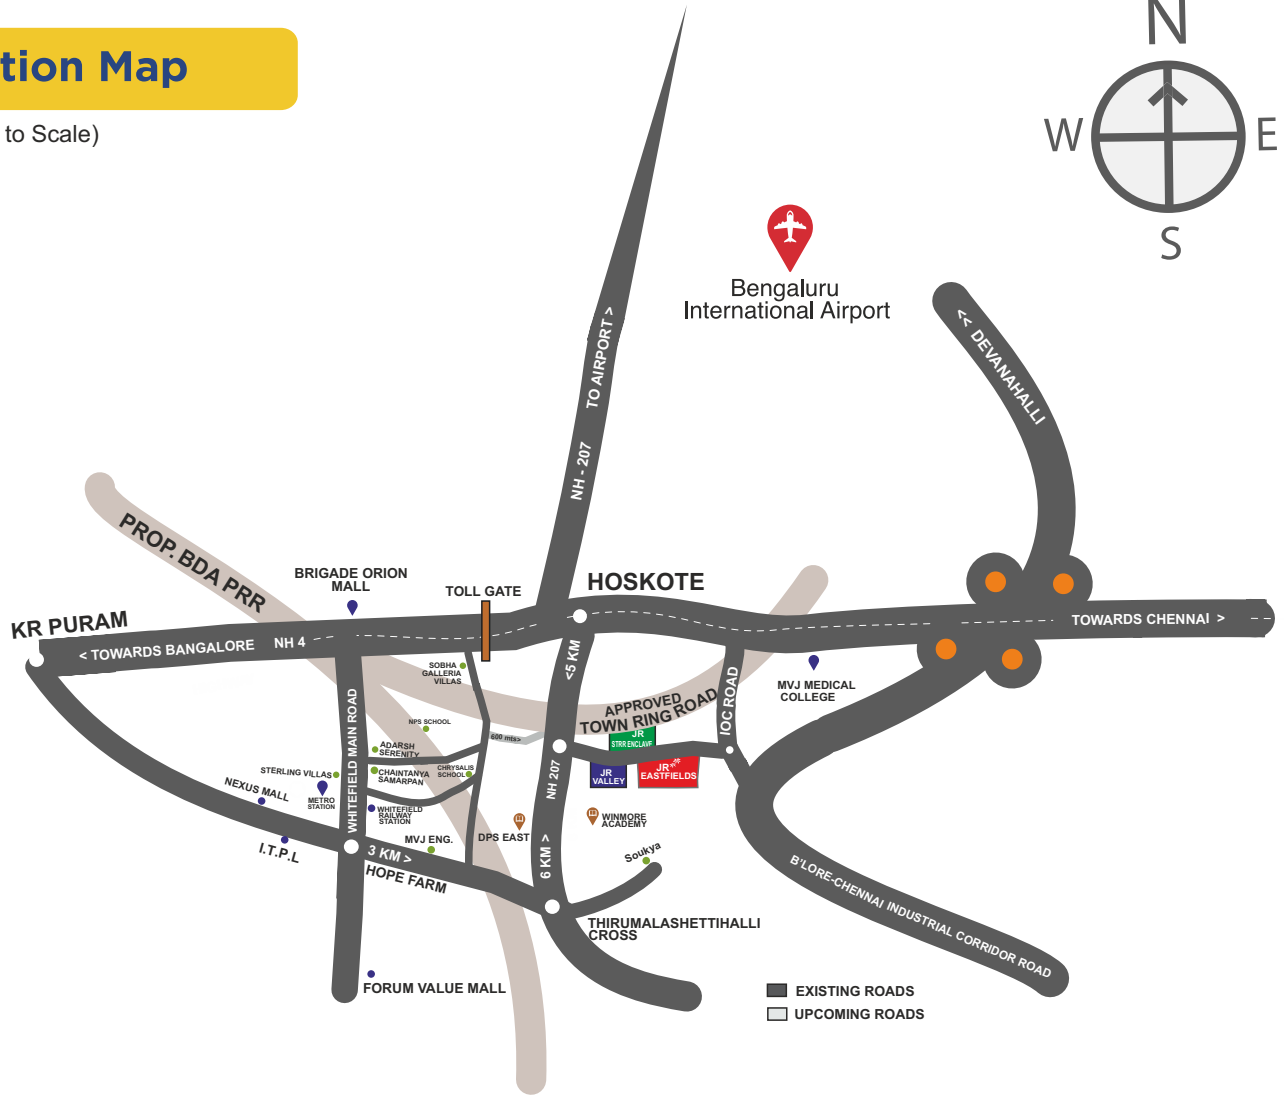 N
W
E
S
tion Map
to Scale)
Bengaluru
International Airport
TO AIRPORT >
NH - 207
<< DEVANAHALLI
PROP. BDA PRR
BRIGADE ORION
MALL
TOLL GATE
HOSKOTE
KR PURAM
< TOWARDS BANGALORE
NH 4
TOWARDS CHENNAI >
<5 KM
SOBHA
GALLERIA
VILLAS
MVJ MEDICAL
COLLEGE
IOC ROAD
APPROVED
TOWN RING ROAD
WHITEFIELD MAIN ROAD
NPS SCHOOL
600 mts>
JR
STRR ENCLAVE
ADARSH
SERENITY
STERLING VILLAS
CHAINTANYA
SAMARPAN
CHRYSALIS
SCHOOL
JR
VALLEY
JR
EASTFIELDS
NH 207
NEXUS MALL
METRO
STATION
WHITEFIELD
RAILWAY
STATION
WINMORE
ACADEMY
MVJ ENG.
DPS EAST
I.T.P.L
3 KM >
HOPE FARM
6 KM >
Soukya
B'LORE-CHENNAI INDUSTRIAL CORRIDOR ROAD
THIRUMALASHETTIHALLI
CROSS
FORUM VALUE MALL
EXISTING ROADS
UPCOMING ROADS